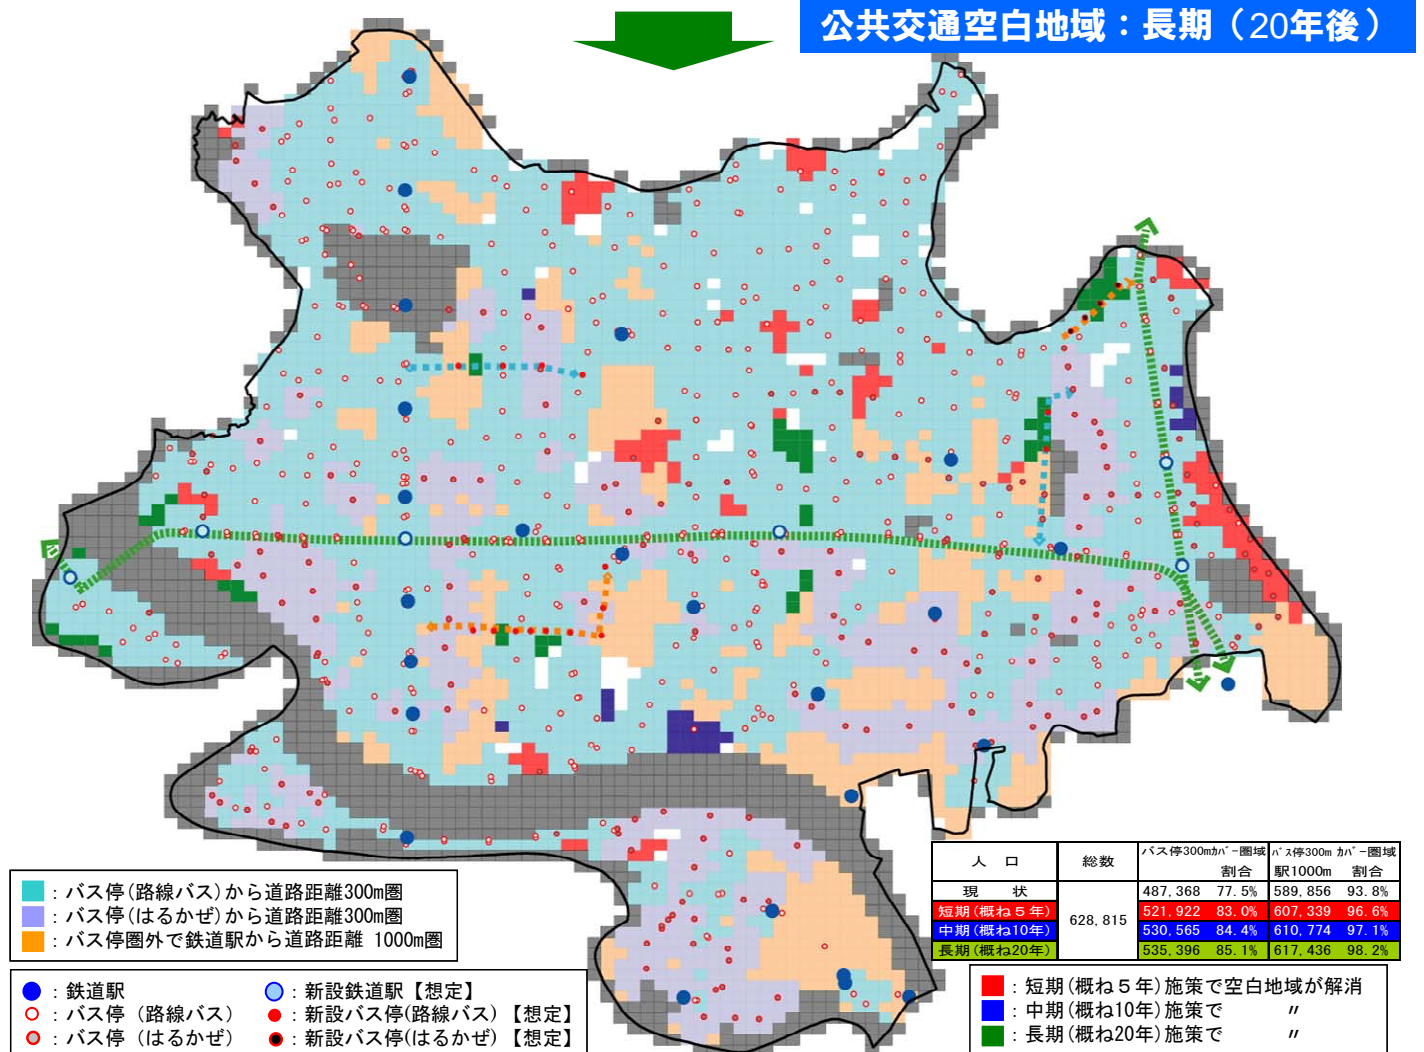 公共交通空白地域：長期（20年後）
：バス停(路線バス)から道路距離300m圏
：バス停(はるかぜ)から道路距離300m圏
：バス停圏外で鉄道駅から道路距離 1000m圏
：鉄道駅
：新設鉄道駅【想定】
：バス停（路線バス）
：新設バス停(路線バス)【想定】
：バス停（はるかぜ）
：新設バス停(はるかぜ)【想定】
人 口 総数 バス停300mｶﾊﾞｰ圏域 割合 バス停300m 駅1000m ｶﾊﾞｰ圏域 割合
現 状 628,815 487,368 77.5% 589,856 93.8%
短期(概ね５年) 521,922 83.0% 607,339 96.6%
中期(概ね10年) 530,565 84.4% 610,774 97.1%
長期(概ね20年) 535,396 85.1% 617,436 98.2%
：短期(概ね５年)施策で空白地域が解消
：中期(概ね10年)施策で 〃
：長期(概ね20年)施策で 〃